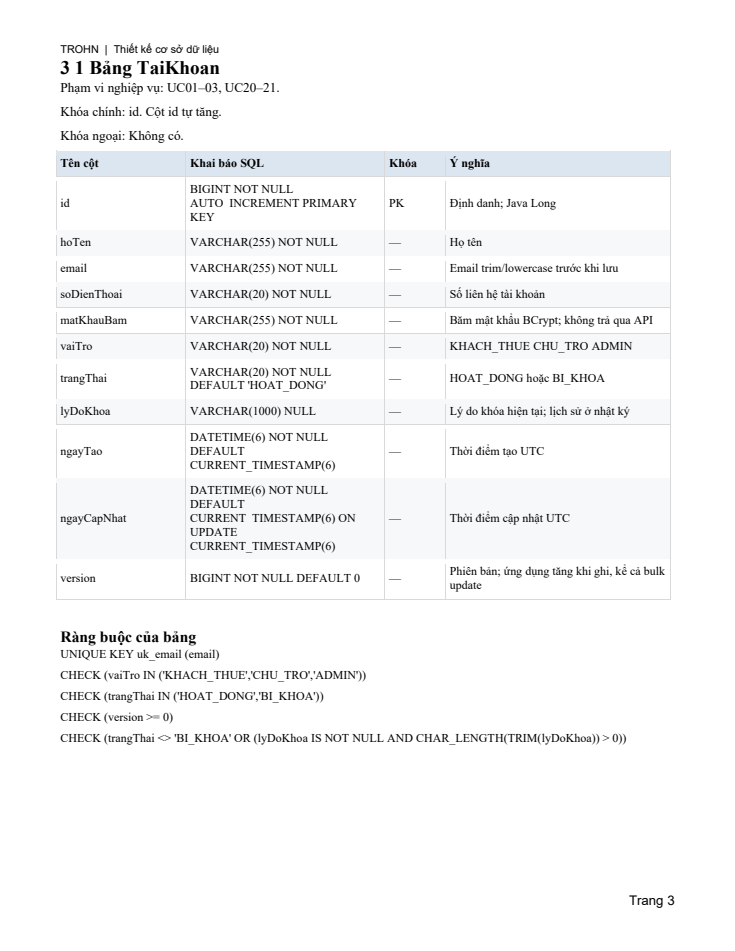 TROHN | Thiết kế cơ sở dữ liệu
3 1 Bảng TaiKhoan
Phạm vi nghiệp vụ: UC01–03, UC20–21.
Khóa chính: id. Cột id tự tăng.
Khóa ngoại: Không có.
Tên cột Khai báo SQL Khóa Ý nghĩa
id BIGINT NOT NULL AUTO INCREMENT PRIMARY KEY PK Định danh; Java Long
hoTen VARCHAR(255) NOT NULL — Họ tên
email VARCHAR(255) NOT NULL — Email trim/lowercase trước khi lưu
soDienThoai VARCHAR(20) NOT NULL — Số liên hệ tài khoản
matKhauBam VARCHAR(255) NOT NULL — Băm mật khẩu BCrypt; không trả qua API
vaiTro VARCHAR(20) NOT NULL — KHACH_THUE CHU_TRO ADMIN
trangThai VARCHAR(20) NOT NULL DEFAULT 'HOAT_DONG' — HOAT_DONG hoặc BI_KHOA
lyDoKhoa VARCHAR(1000) NULL — Lý do khóa hiện tại; lịch sử ở nhật ký
ngayTao DATETIME(6) NOT NULL DEFAULT CURRENT_TIMESTAMP(6) — Thời điểm tạo UTC
ngayCapNhat DATETIME(6) NOT NULL DEFAULT CURRENT TIMESTAMP(6) ON UPDATE CURRENT_TIMESTAMP(6) — Thời điểm cập nhật UTC
version BIGINT NOT NULL DEFAULT 0 — Phiên bản; ứng dụng tăng khi ghi, kể cả bulk update
Ràng buộc của bảng
UNIQUE KEY uk_email (email)
CHECK (vaiTro IN ('KHACH_THUE','CHU_TRO','ADMIN'))
CHECK (trangThai IN ('HOAT_DONG','BI_KHOA'))
CHECK (version >= 0)
CHECK (trangThai <> 'BI_KHOA' OR (lyDoKhoa IS NOT NULL AND CHAR_LENGTH(TRIM(lyDoKhoa)) > 0))
Trang 3